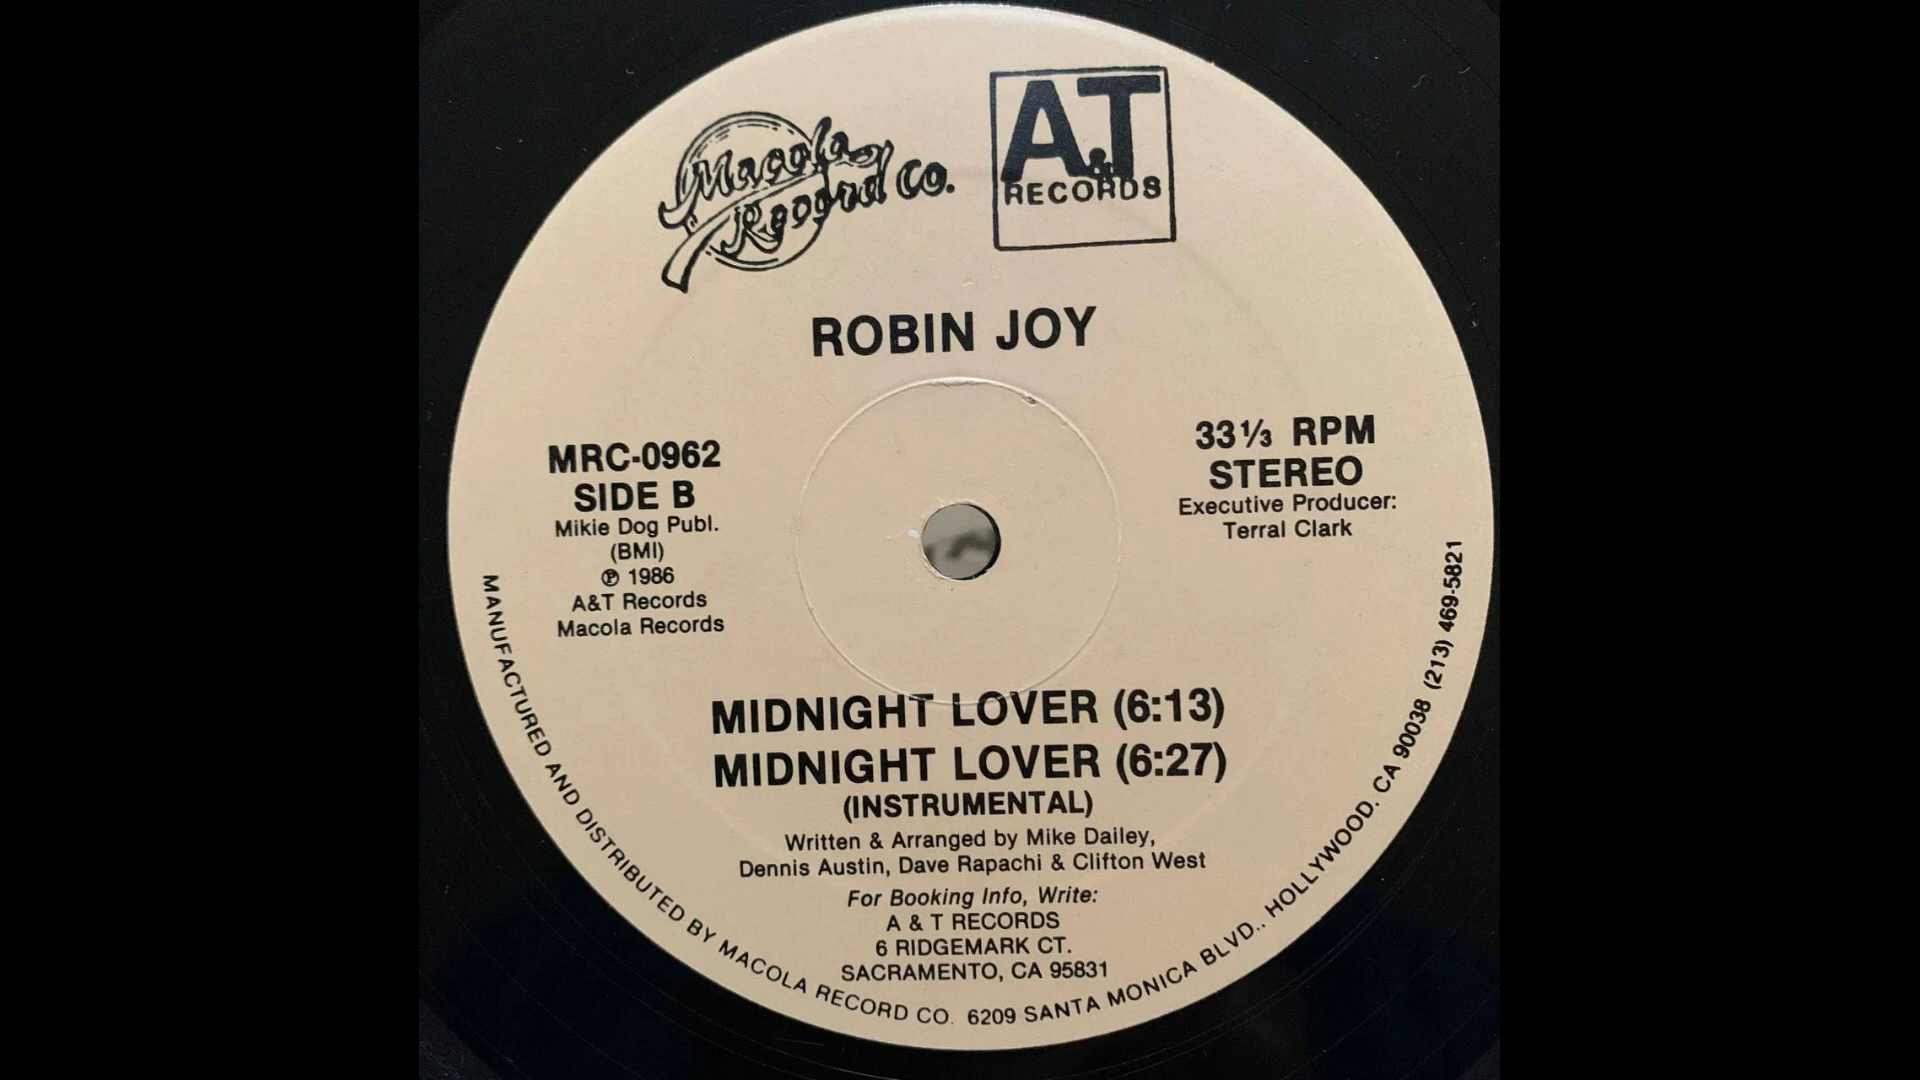 Macola
Record Co.
A&T
RECORDS
ROBIN JOY
MRC-0962
SIDE B
Mikie Dog Publ.
(BMI)
℗ 1986
A&T Records
Macola Records
33⅓ RPM
STEREO
Executive Producer:
Terral Clark
MIDNIGHT LOVER (6:13)
MIDNIGHT LOVER (6:27)
(INSTRUMENTAL)
Written & Arranged by Mike Dailey,
Dennis Austin, Dave Rapachi & Clifton West
For Booking Info, Write:
A & T RECORDS
6 RIDGEMARK CT.
SACRAMENTO, CA 95831
MANUFACTURED AND DISTRIBUTED BY MACOLA RECORD CO. 6209 SANTA MONICA BLVD., HOLLYWOOD. CA 90038 (213) 469-5821